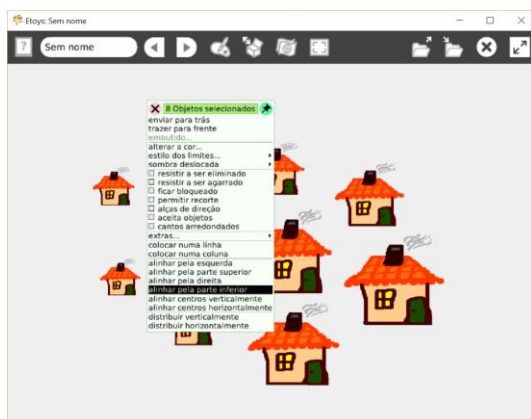 Etoys: Sem nome
Sem nome
8 Objetos selecionados
enviar para trás
trazer para frente
embutido...
alterar a cor...
estilo dos limites...
sombra deslocada
resistir a ser eliminado
resistir a ser agarrado
ficar bloqueado
permitir recorte
alças de direção
aceita objetos
cantos arredondados
extras...
colocar numa linha
colocar numa coluna
alinhar pela esquerda
alinhar pela parte superior
alinhar pela direita
alinhar pela parte inferior
alinhar centros verticalmente
alinhar centros horizontalmente
distribuir verticalmente
distribuir horizontalmente